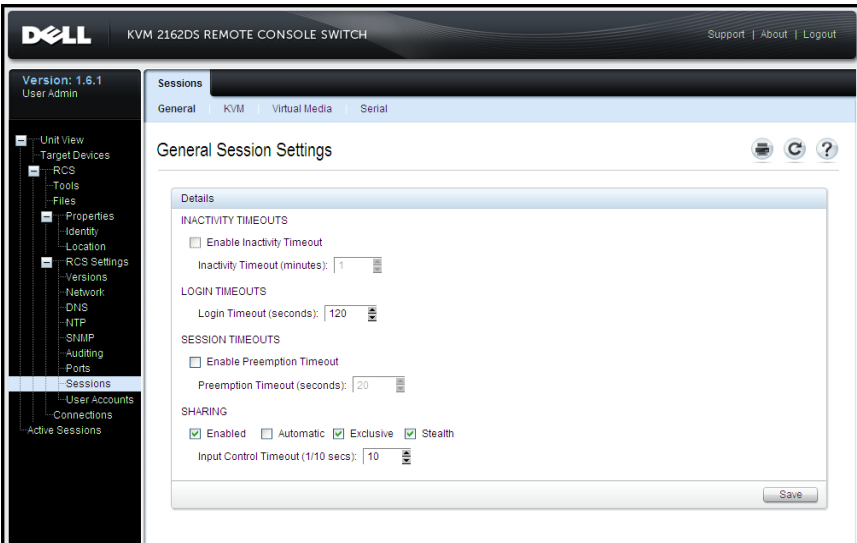 DELL KVM 2162DS REMOTE CONSOLE SWITCH Support | About | Logout
Version: 1.6.1
User Admin
Sessions
General KVM Virtual Media Serial
Unit View
Target Devices
RCS
Tools
Files
Properties
Identity
Location
RCS Settings
Versions
Network
DNS
NTP
SNMP
Auditing
Ports
Sessions
User Accounts
Connections
Active Sessions
General Session Settings
?
Details
INACTIVITY TIMEOUTS
Enable Inactivity Timeout
Inactivity Timeout (minutes): 1
LOGIN TIMEOUTS
Login Timeout (seconds): 120
SESSION TIMEOUTS
Enable Preemption Timeout
Preemption Timeout (seconds): 20
SHARING
Enabled Automatic Exclusive Stealth
Input Control Timeout (1/10 secs): 10
Save